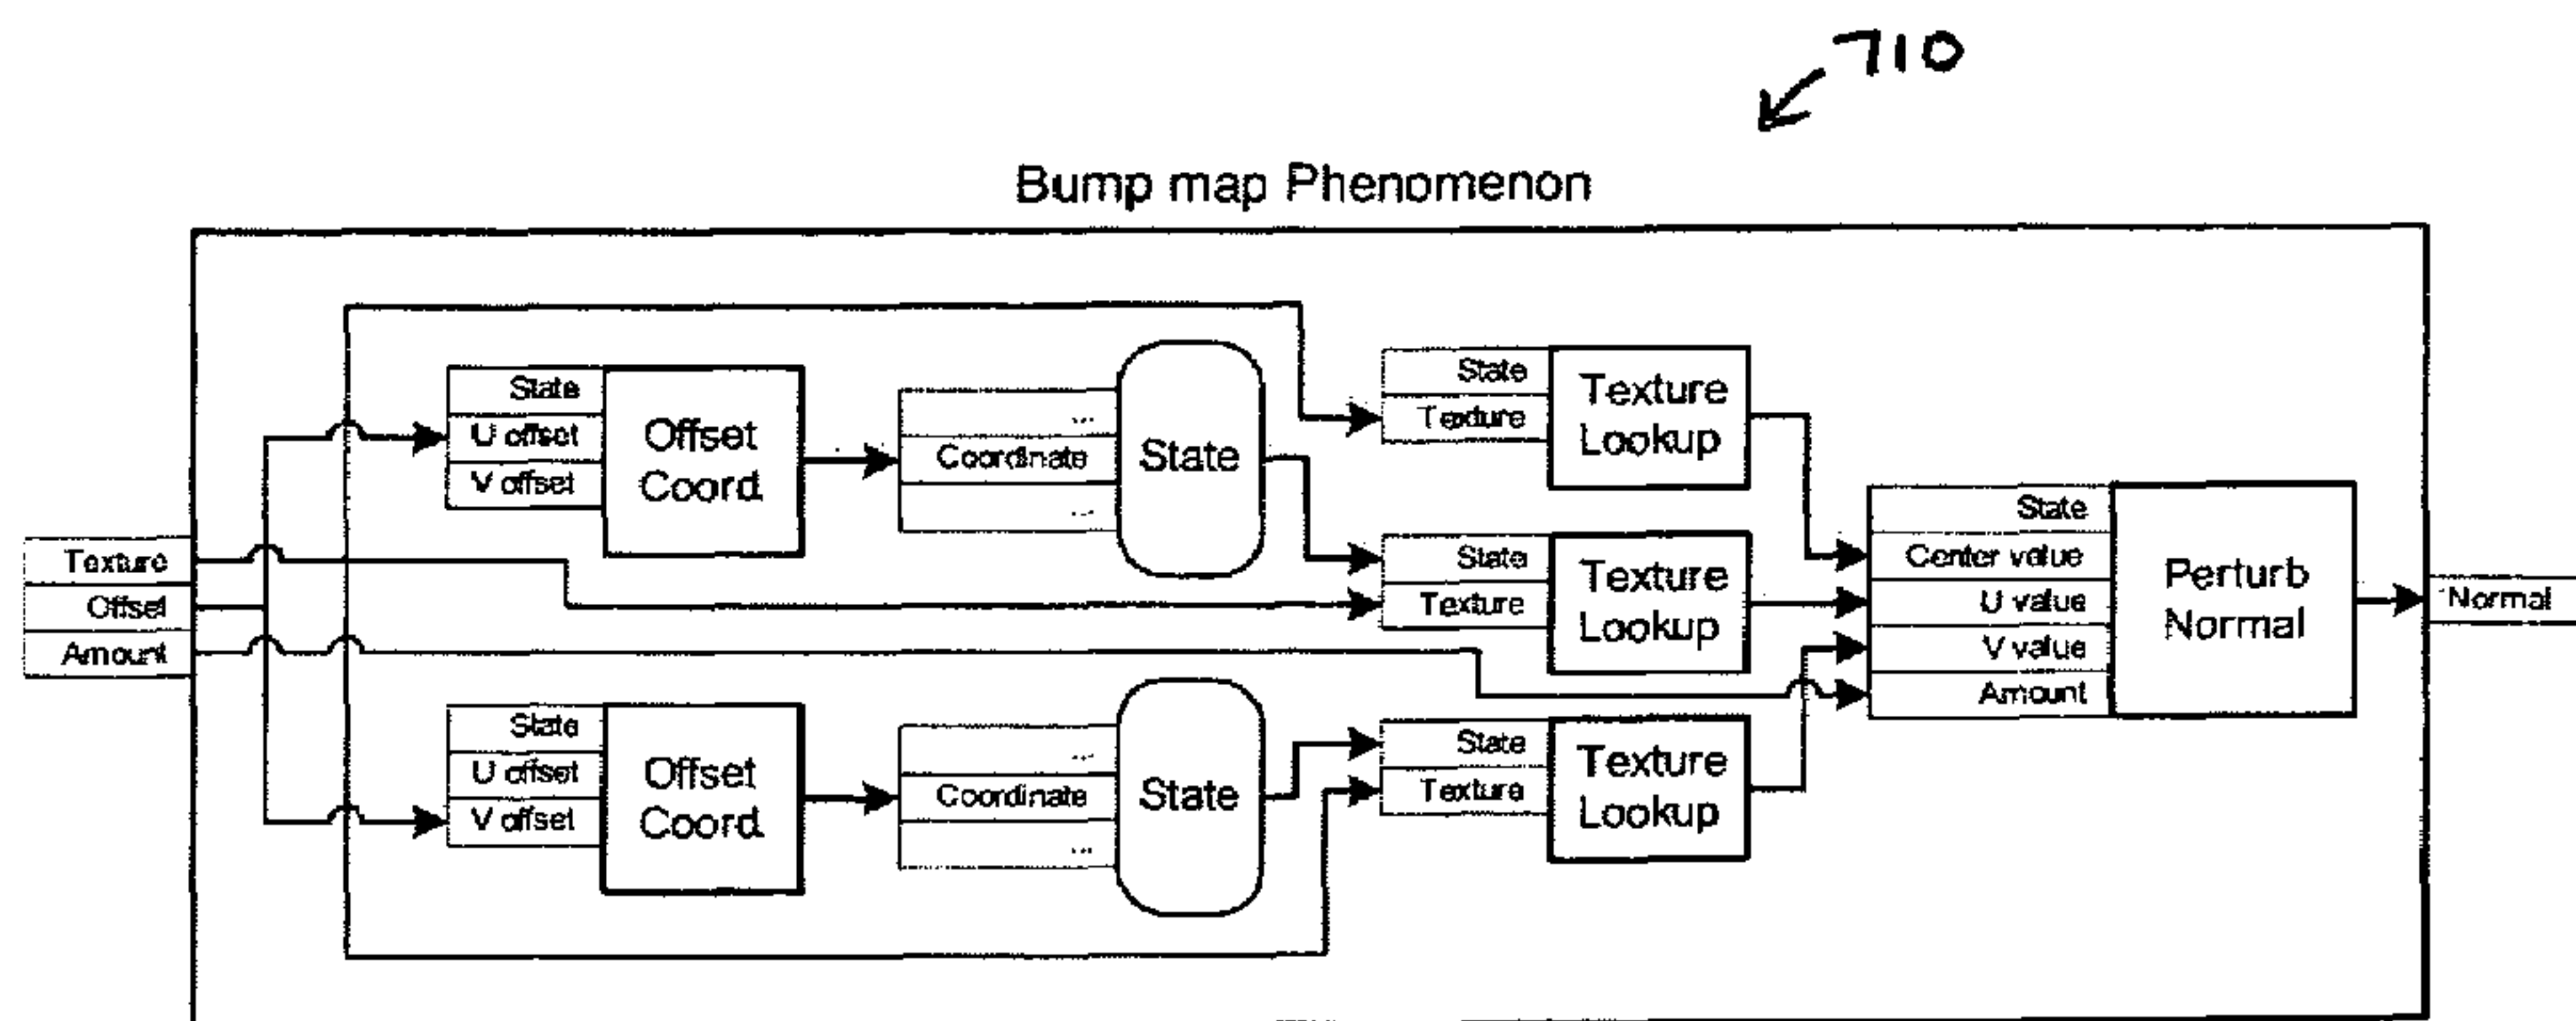 710
Bump map Phenomenon
Texture
Offset
Amount
State
U offset
V offset
Offset
Coord.
...
Coordinate
...
State
State
Texture
Texture
Lookup
State
Texture
Texture
Lookup
State
U offset
V offset
Offset
Coord.
...
Coordinate
...
State
State
Texture
Texture
Lookup
State
Center value
U value
V value
Amount
Perturb
Normal
Normal